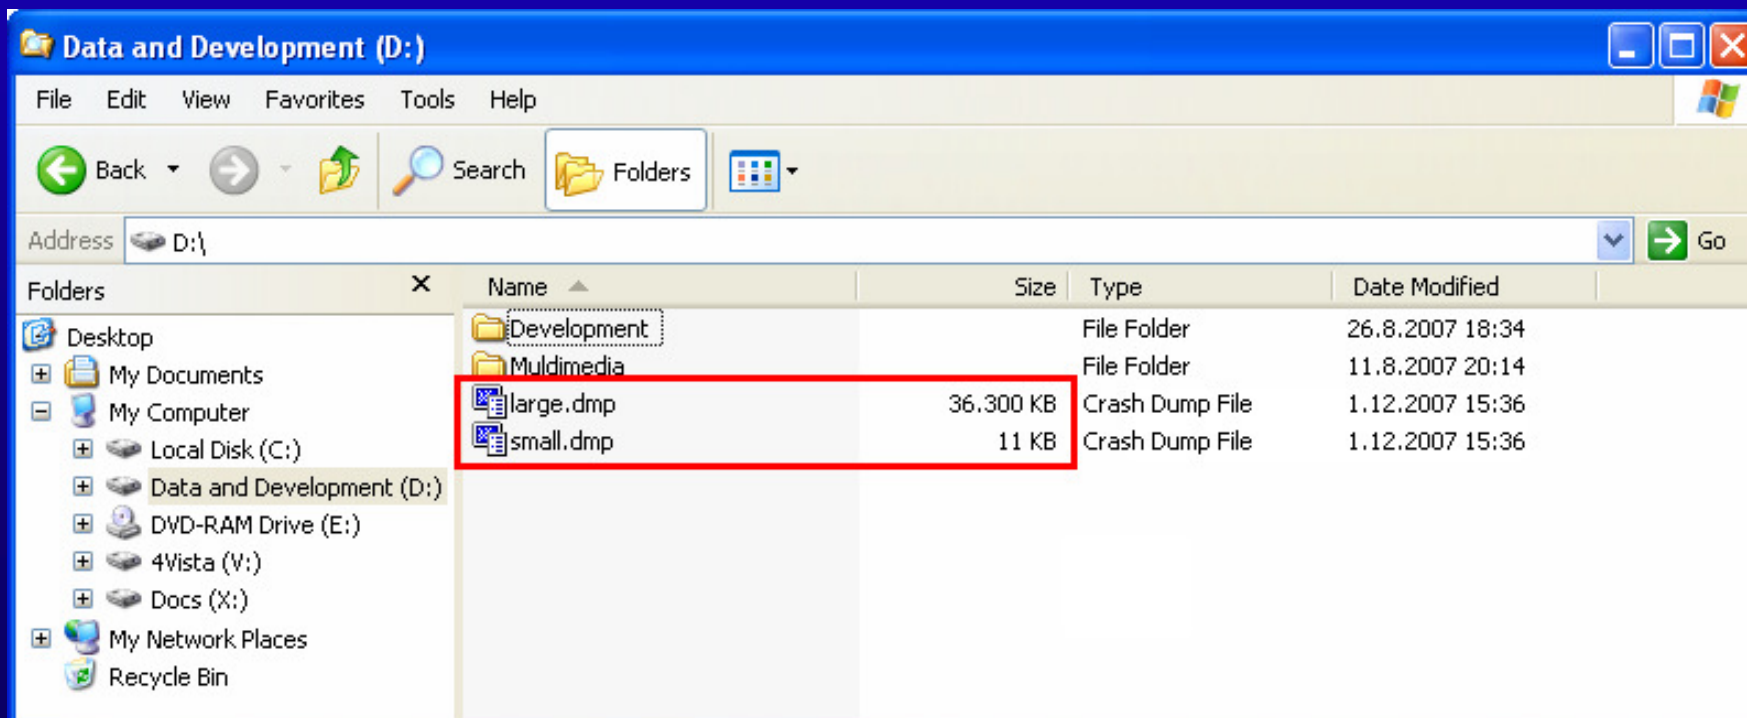 Data and Development (D:)
File Edit View Favorites Tools Help
Back Search Folders
Address D:\ Go
Folders
Desktop
My Documents
My Computer
Local Disk (C:)
Data and Development (D:)
DVD-RAM Drive (E:)
4Vista (V:)
Docs (X:)
My Network Places
Recycle Bin
Name Size Type Date Modified
Development File Folder 26.8.2007 18:34
Muldimedia File Folder 11.8.2007 20:14
large.dmp 36.300 KB Crash Dump File 1.12.2007 15:36
small.dmp 11 KB Crash Dump File 1.12.2007 15:36